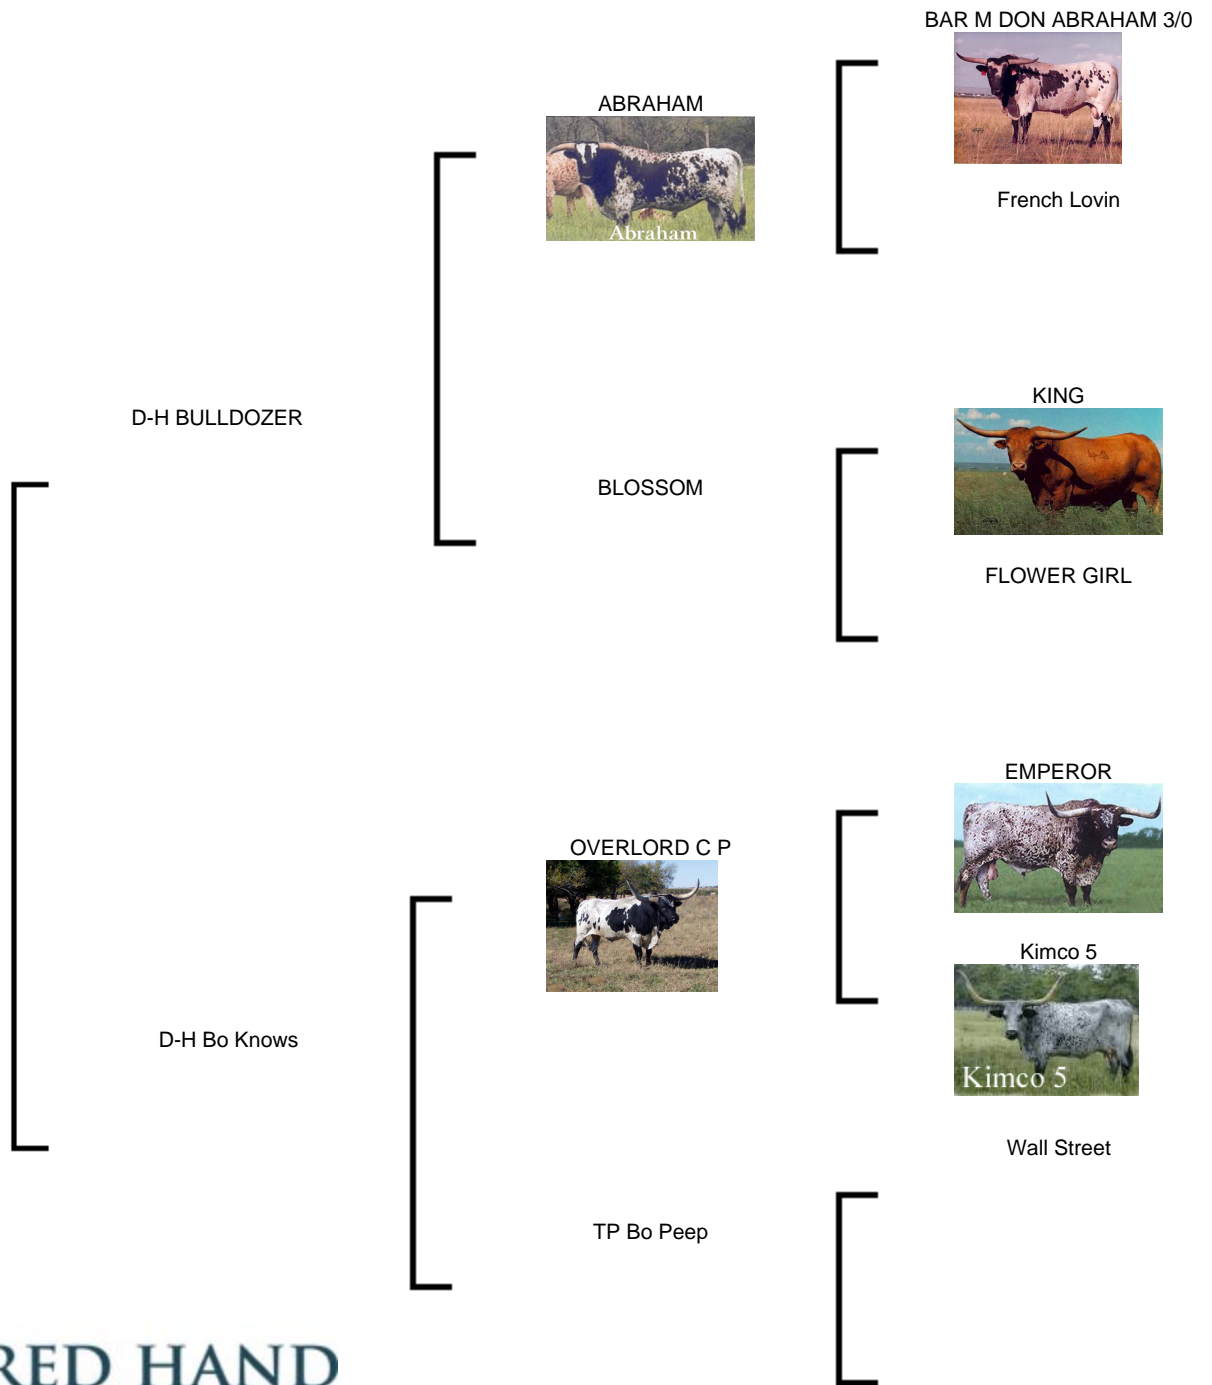 BAR M DON ABRAHAM 3/0
ABRAHAM
Abraham
French Lovin
D-H BULLDOZER
KING
BLOSSOM
FLOWER GIRL
EMPEROR
OVERLORD C P
Kimco 5
Kimco 5
D-H Bo Knows
Wall Street
TP Bo Peep
RED HAND